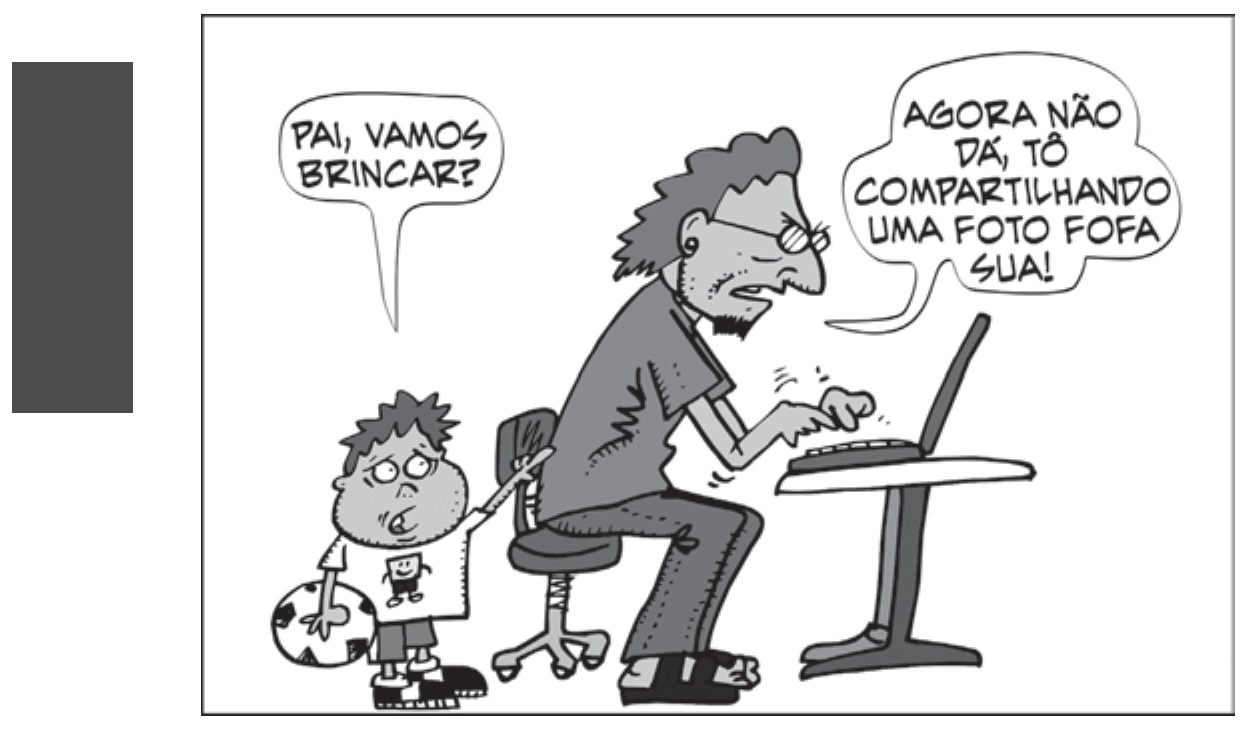 PAI, VAMOS
BRINCAR?
AGORA NÃO
DÁ, TÔ
COMPARTILHANDO
UMA FOTO FOFA
SUA!